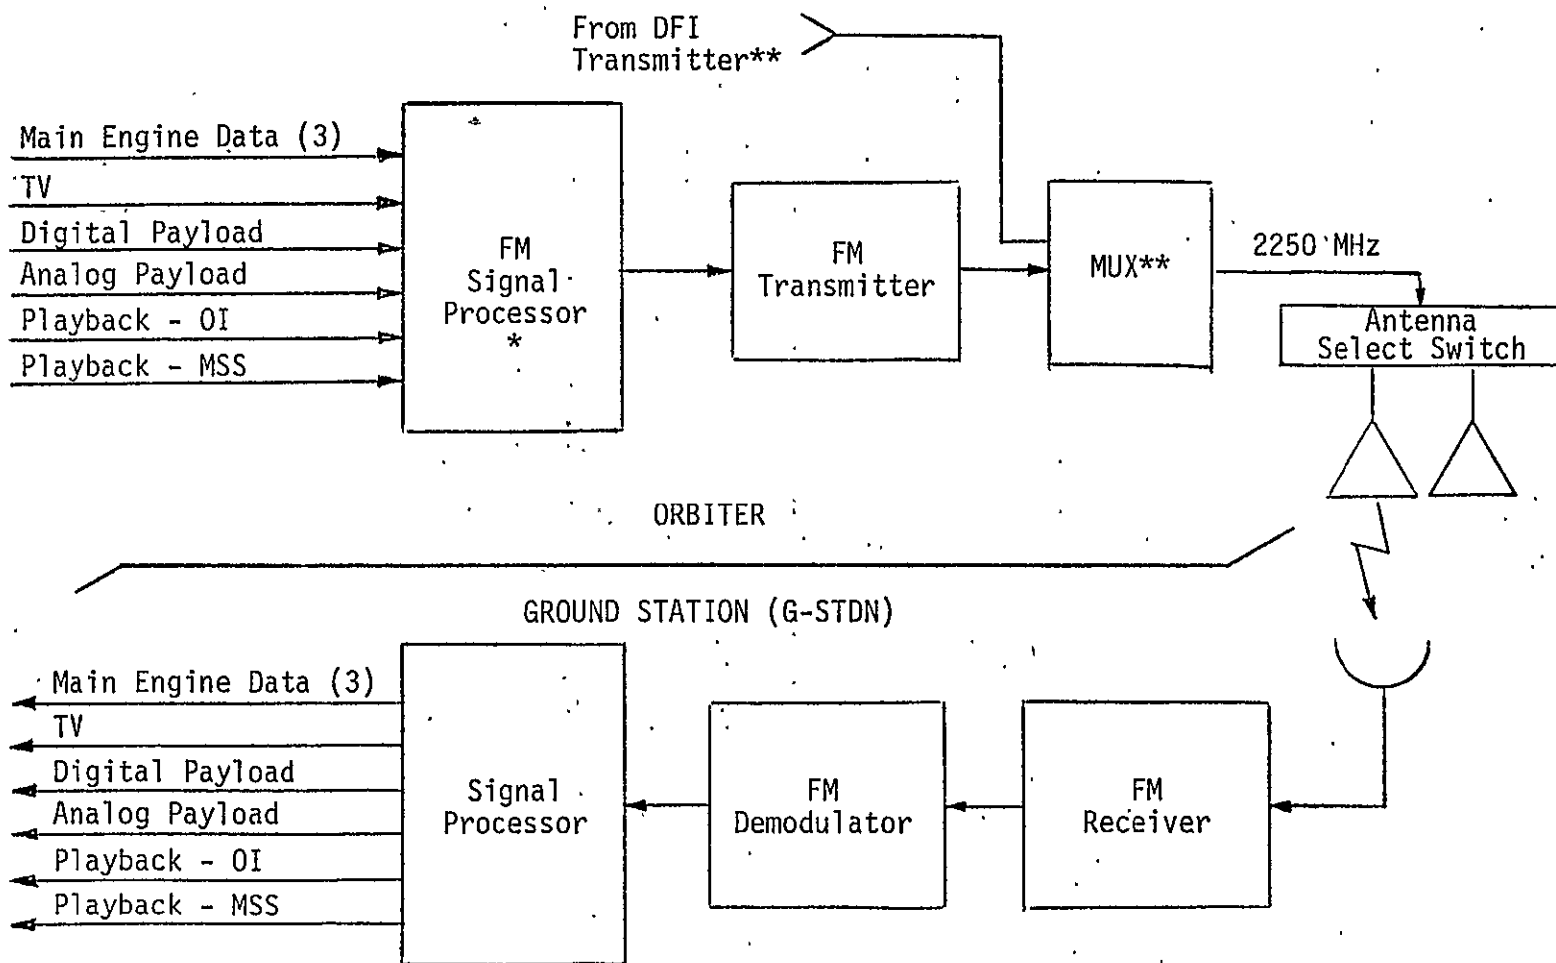 From DFI
Transmitter**
Main Engine Data (3)
TV
Digital Payload
Analog Payload
Playback - OI
Playback - MSS
FM
Signal
Processor
*
FM
Transmitter
MUX**
2250 MHz
Antenna
Select Switch
ORBITER
GROUND STATION (G-STDN)
Main Engine Data (3)
TV
Digital Payload
Analog Payload
Playback - OI
Playback - MSS
Signal
Processor
FM
Demodulator
FM
Receiver